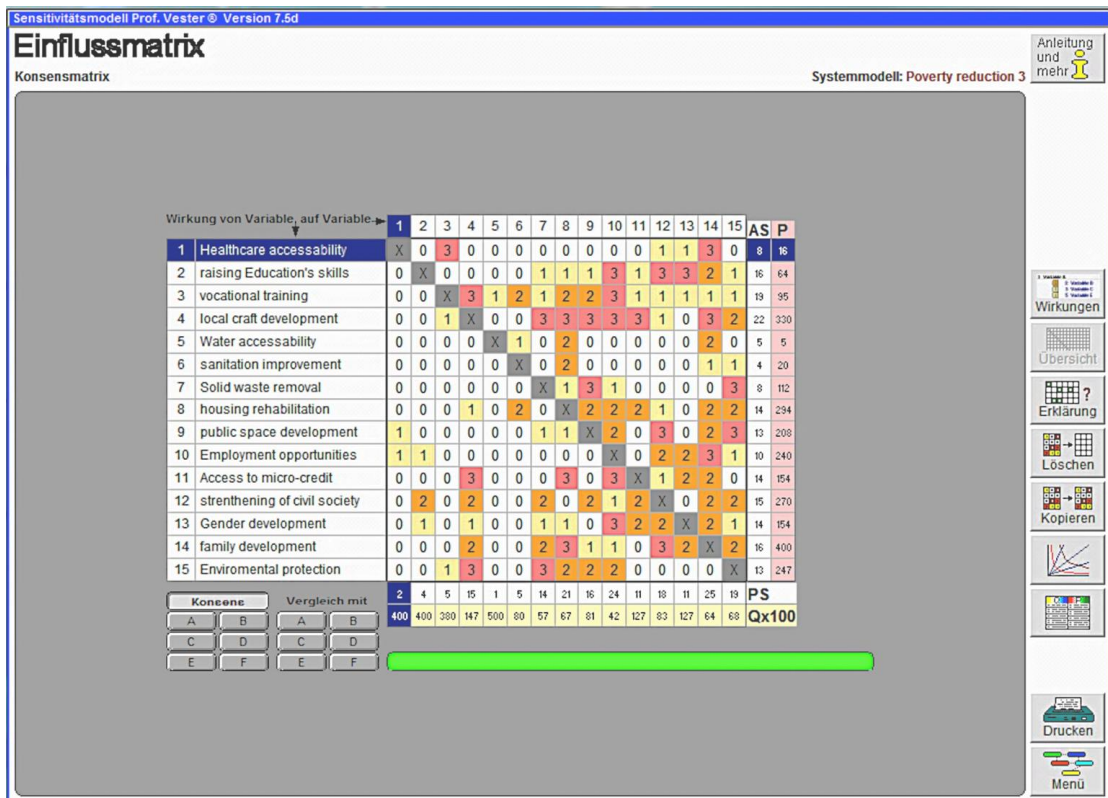 Sensitivitätsmodell Prof. Vester ® Version 7.5d
Einflussmatrix
Konsensmatrix
Systemmodell: Poverty reduction 3
Anleitung
und
mehr
Wirkung von Variable, auf Variable
1 2 3 4 5 6 7 8 9 10 11 12 13 14 15 AS P
1 Healthcare accessability X 0 3 0 0 0 0 0 0 0 0 1 1 3 0 8 16
2 raising Education's skills 0 X 0 0 0 0 1 1 1 3 1 3 3 2 1 16 64
3 vocational training 0 0 X 3 1 2 1 2 2 3 1 1 1 1 1 19 95
4 local craft development 0 0 1 X 0 0 3 3 3 3 3 1 0 3 2 22 330
5 Water accessability 0 0 0 0 X 1 0 2 0 0 0 0 0 2 0 5 5
6 sanitation improvement 0 0 0 0 0 X 0 2 0 0 0 0 0 1 1 4 20
7 Solid waste removal 0 0 0 0 0 0 X 1 3 1 0 0 0 0 3 8 112
8 housing rehabilitation 0 0 0 1 0 2 0 X 2 2 2 1 0 2 2 14 294
9 public space development 1 0 0 0 0 0 1 1 X 2 0 3 0 2 3 13 208
10 Employment opportunities 1 1 0 0 0 0 0 0 0 X 0 2 2 3 1 10 240
11 Access to micro-credit 0 0 0 3 0 0 0 3 0 3 X 1 2 2 0 14 154
12 strenthening of civil society 0 2 0 2 0 0 2 0 2 1 2 X 0 2 2 15 270
13 Gender development 0 1 0 1 0 0 1 1 0 3 2 2 X 2 1 14 154
14 family development 0 0 0 2 0 0 2 3 1 1 0 3 2 X 2 16 400
15 Enviromental protection 0 0 1 3 0 0 3 2 2 2 0 0 0 0 X 13 247
2 4 5 15 1 5 14 21 16 24 11 18 11 25 19 PS
400 400 380 147 500 80 57 67 81 42 127 83 127 64 68 Qx100
Konsens Vergleich mit
A B A B
C D C D
E F E F
Wirkungen
Übersicht
Erklärung
Löschen
Kopieren
Drucken
Menü